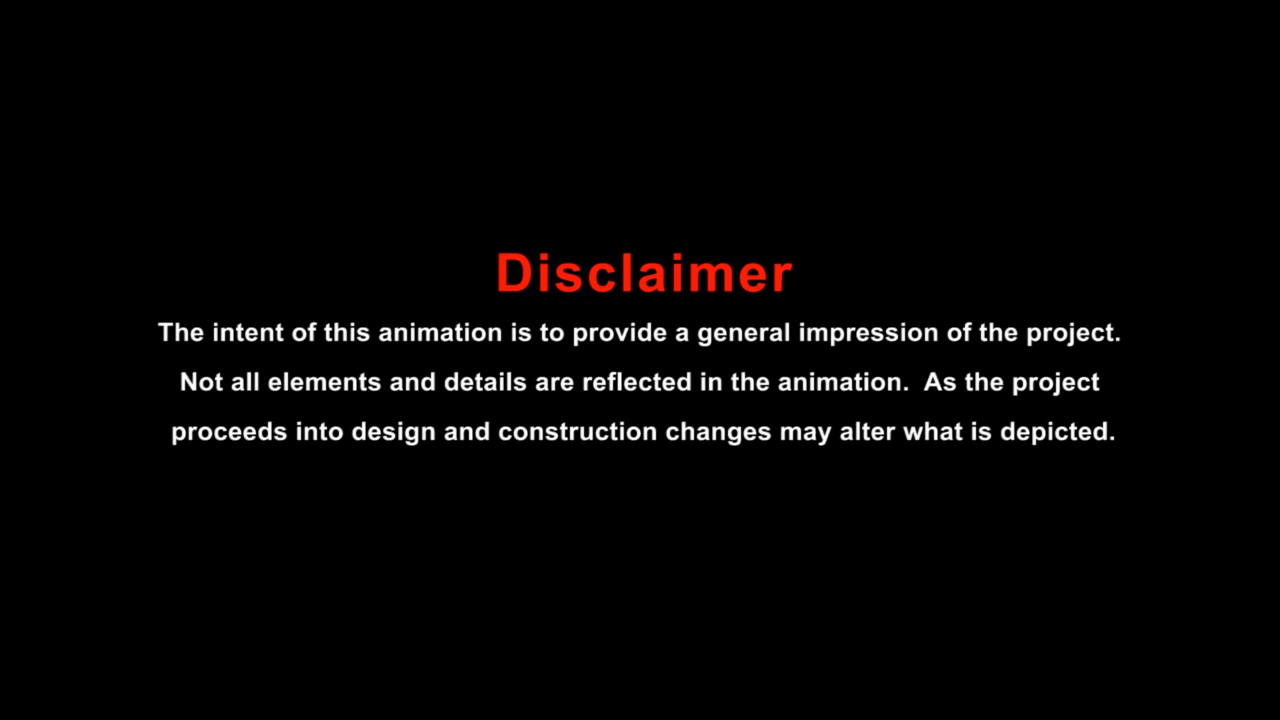 Disclaimer
The intent of this animation is to provide a general impression of the project.
Not all elements and details are reflected in the animation.  As the project
proceeds into design and construction changes may alter what is depicted.